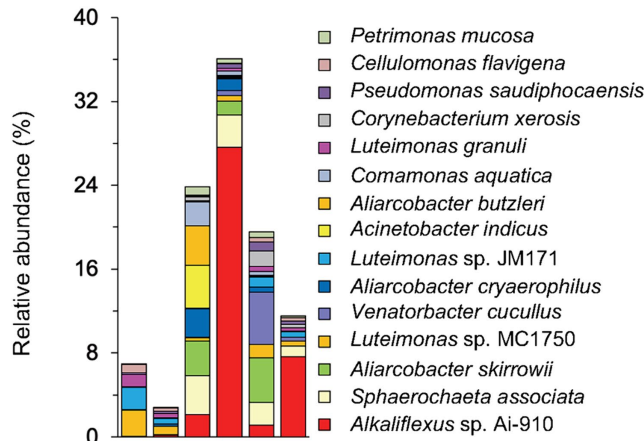 40
32
24
16
8
0
Relative abundance (%)
Petrimonas mucosa
Cellulomonas flavigena
Pseudomonas saudiphocaensis
Corynebacterium xerosis
Luteimonas granuli
Comamonas aquatica
Aliarcobacter butzleri
Acinetobacter indicus
Luteimonas sp. JM171
Aliarcobacter cryaerophilus
Venatorbacter cucullus
Luteimonas sp. MC1750
Aliarcobacter skirrowii
Sphaerochaeta associata
Alkaliflexus sp. Ai-910